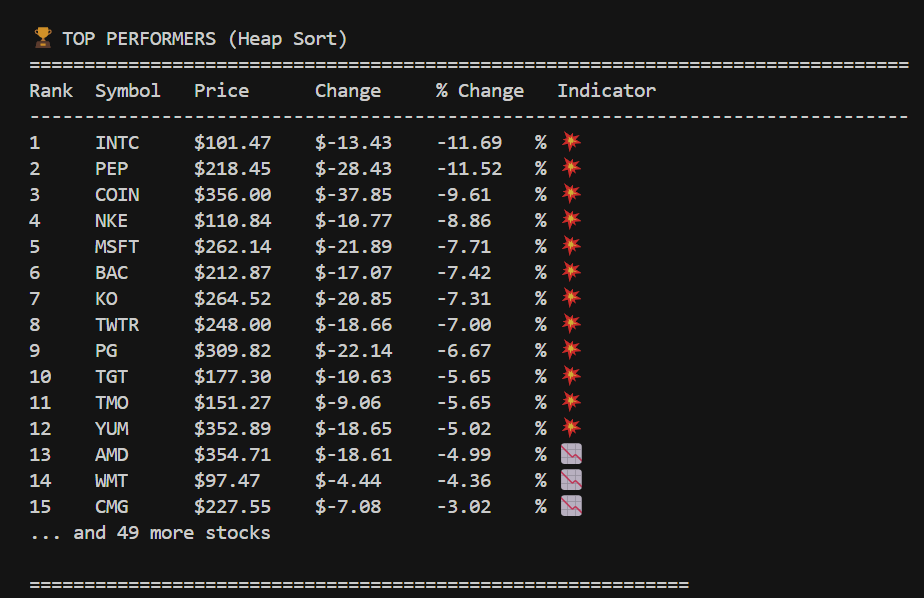 🏆 TOP PERFORMERS (Heap Sort)
================================================================================
Rank  Symbol   Price      Change     % Change   Indicator
--------------------------------------------------------------------------------
1     INTC     $101.47    $-13.43    -11.69   % 💥
2     PEP      $218.45    $-28.43    -11.52   % 💥
3     COIN     $356.00    $-37.85    -9.61    % 💥
4     NKE      $110.84    $-10.77    -8.86    % 💥
5     MSFT     $262.14    $-21.89    -7.71    % 💥
6     BAC      $212.87    $-17.07    -7.42    % 💥
7     KO       $264.52    $-20.85    -7.31    % 💥
8     TWTR     $248.00    $-18.66    -7.00    % 💥
9     PG       $309.82    $-22.14    -6.67    % 💥
10    TGT      $177.30    $-10.63    -5.65    % 💥
11    TMO      $151.27    $-9.06     -5.65    % 💥
12    YUM      $352.89    $-18.65    -5.02    % 💥
13    AMD      $354.71    $-18.61    -4.99    % 📉
14    WMT      $97.47     $-4.44     -4.36    % 📉
15    CMG      $227.55    $-7.08     -3.02    % 📉
... and 49 more stocks
============================================================